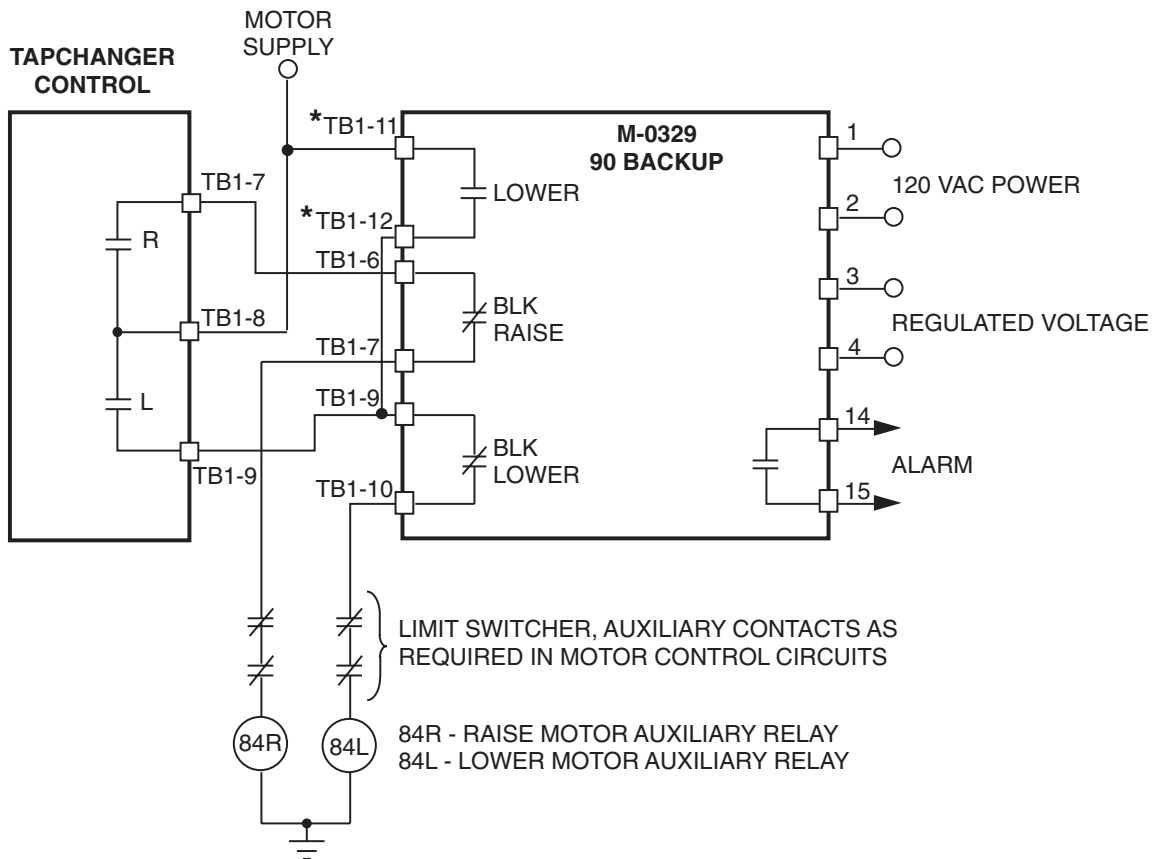 MOTOR
SUPPLY
TAPCHANGER
CONTROL
*TB1-11
M-0329
90 BACKUP
1
120 VAC POWER
TB1-7
LOWER
*TB1-12
2
R
TB1-6
3
BLK
RAISE
TB1-8
REGULATED VOLTAGE
TB1-7
4
L
TB1-9
14
BLK
LOWER
ALARM
TB1-9
TB1-10
15
LIMIT SWITCHER, AUXILIARY CONTACTS AS
REQUIRED IN MOTOR CONTROL CIRCUITS
84R
84L
84R - RAISE MOTOR AUXILIARY RELAY
84L - LOWER MOTOR AUXILIARY RELAY